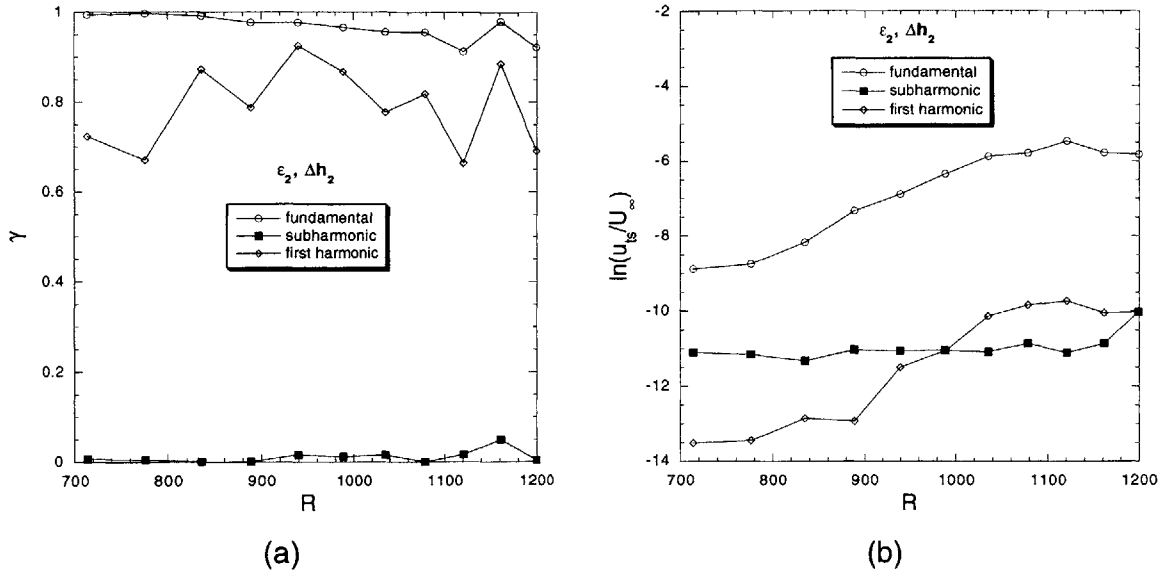 1
0.8
0.6
0.4
0.2
0
γ
ε₂, Δh₂
fundamental
subharmonic
first harmonic
700 800 900 1000 1100 1200
R
(a)
-2
-4
-6
-8
-10
-12
-14
ln(u_ts/U_∞)
ε₂, Δh₂
fundamental
subharmonic
first harmonic
700 800 900 1000 1100 1200
R
(b)